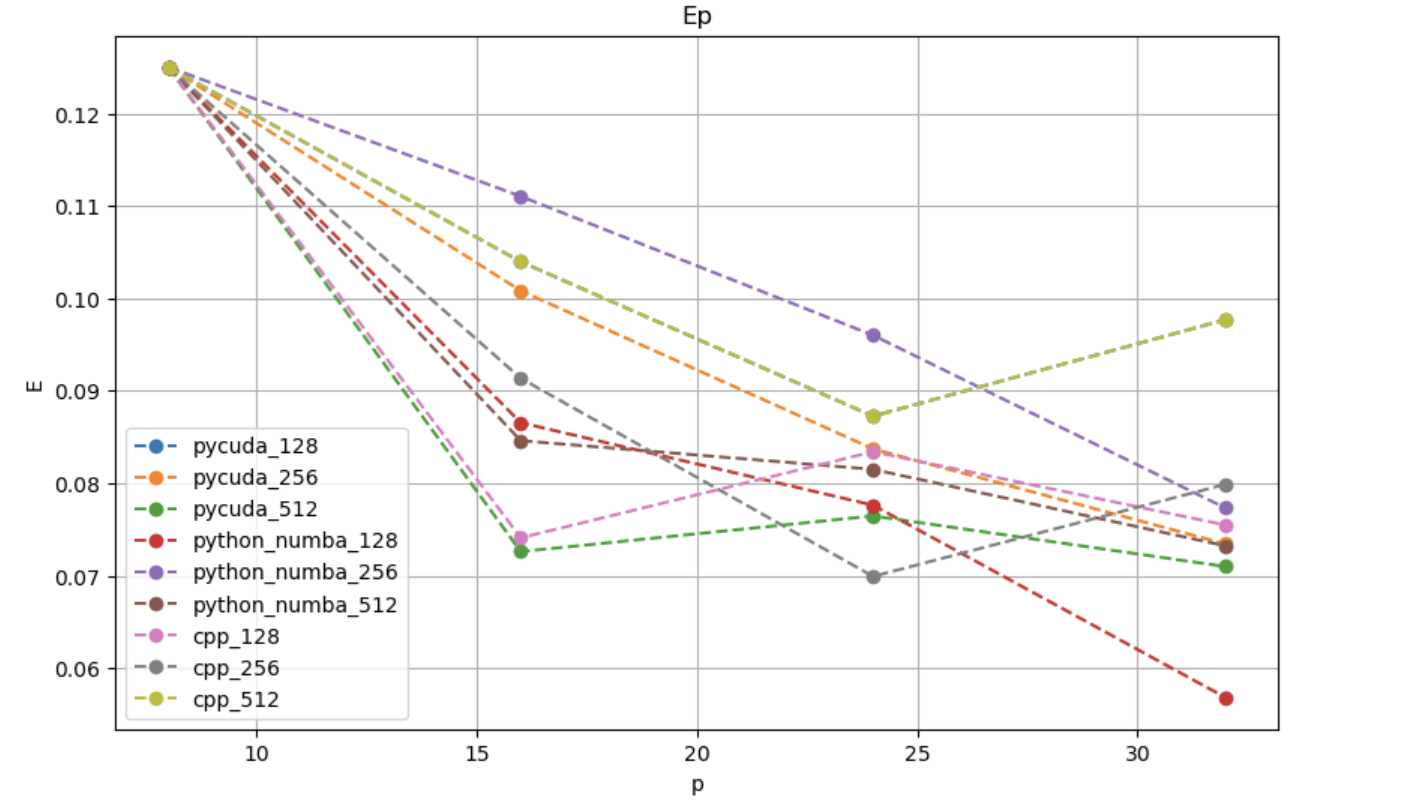 Ep
0.12
0.11
0.10
0.09
0.08
0.07
0.06
E
pycuda_128
pycuda_256
pycuda_512
python_numba_128
python_numba_256
python_numba_512
cpp_128
cpp_256
cpp_512
10 15 20 25 30
p